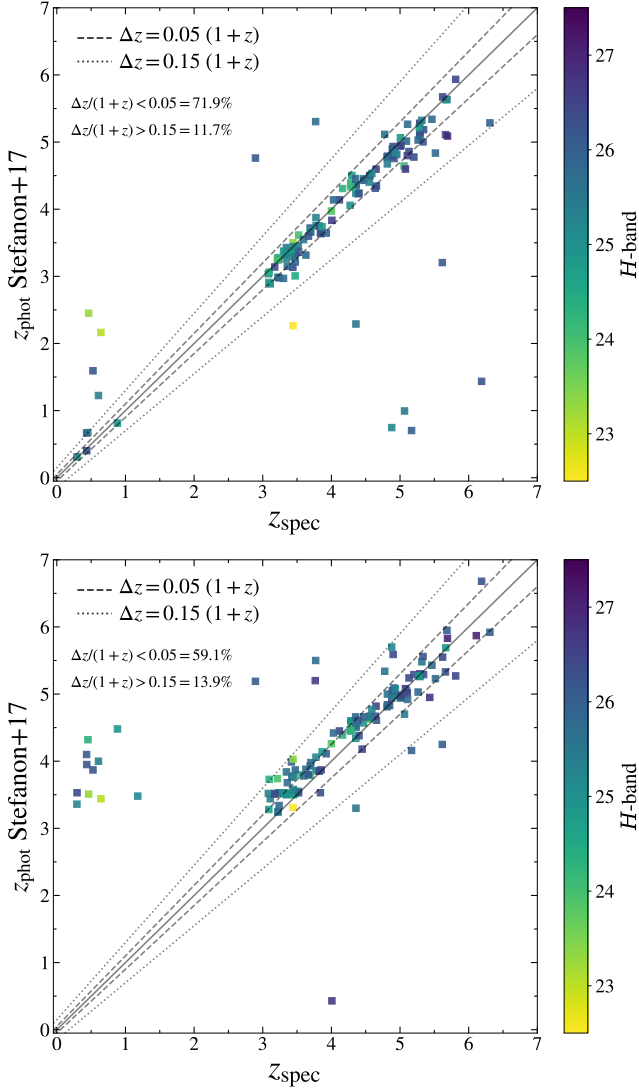 7
6
5
4
3
2
1
0
z_phot Stefanon+17
Δz = 0.05 (1+z)
Δz = 0.15 (1+z)
Δz/(1+z) < 0.05 = 71.9%
Δz/(1+z) > 0.15 = 11.7%
0 1 2 3 4 5 6 7
z_spec
27
26
25
24
23
H-band
7
6
5
4
3
2
1
0
z_phot Stefanon+17
Δz = 0.05 (1+z)
Δz = 0.15 (1+z)
Δz/(1+z) < 0.05 = 59.1%
Δz/(1+z) > 0.15 = 13.9%
0 1 2 3 4 5 6 7
z_spec
27
26
25
24
23
H-band